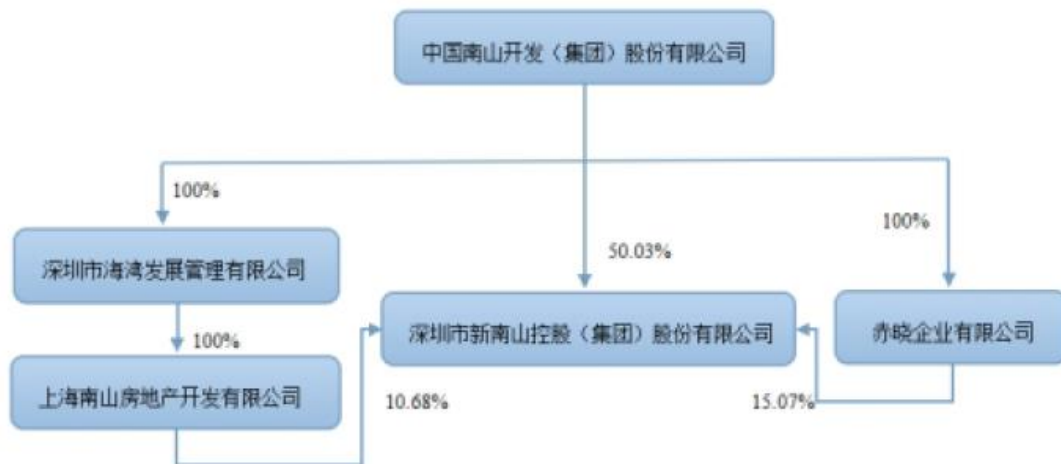 中国南山开发（集团）股份有限公司
100%
100%
50.03%
深圳市海湾发展管理有限公司
深圳市新南山控股（集团）股份有限公司
赤晓企业有限公司
100%
上海南山房地产开发有限公司
10.68%
15.07%